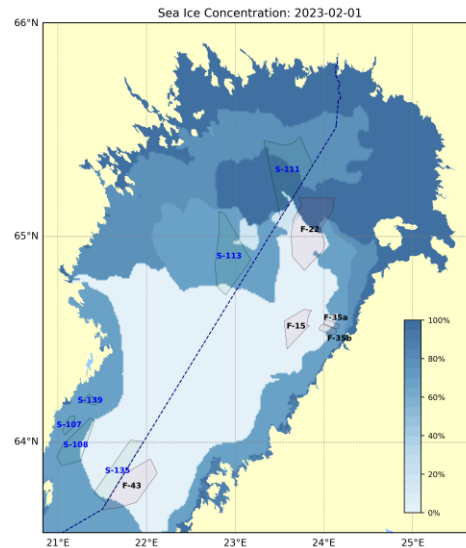 Sea Ice Concentration: 2023-02-01
66°N
S-111
F-22
65°N
S-113
F-35a
F-15
F-35b
100%
80%
60%
40%
20%
0%
S-139
S-107
S-108
64°N
S-135
F-43
21°E
22°E
23°E
24°E
25°E